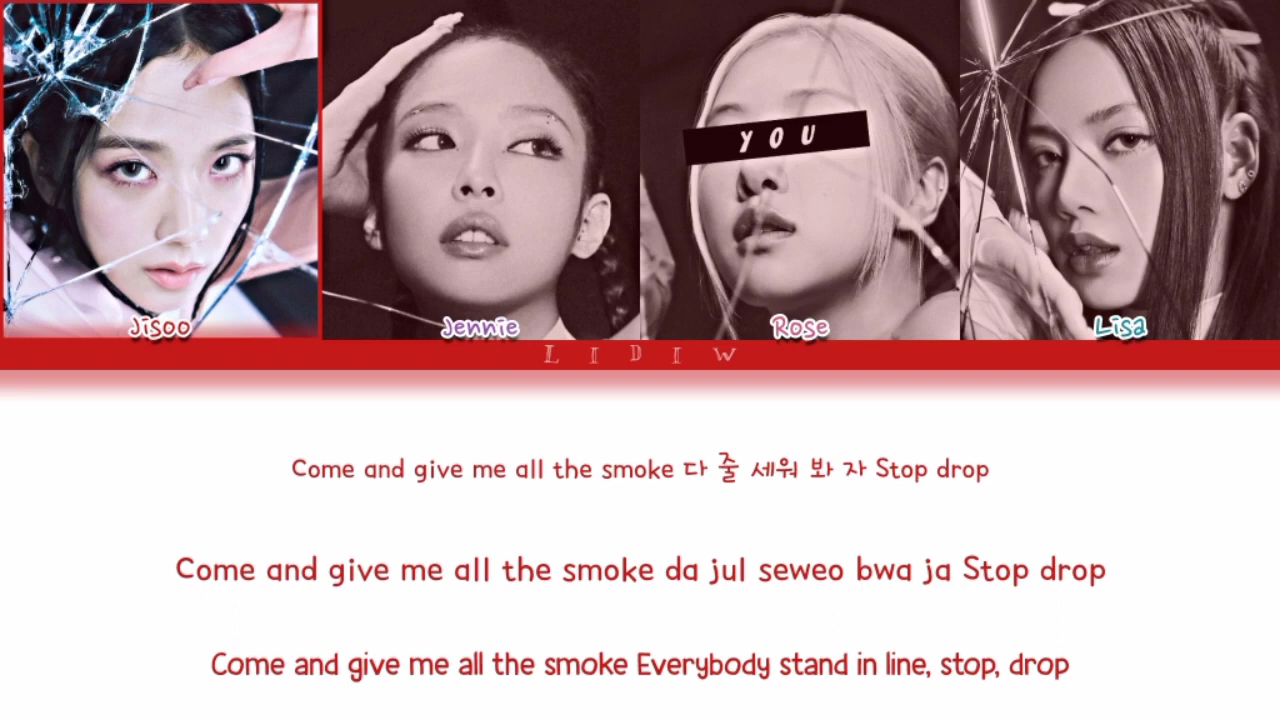 YOU
Jisoo Jennie Rose Lisa
LIDIW
Come and give me all the smoke 다 줄 세워 봐 자 Stop drop
Come and give me all the smoke da jul seweo bwa ja Stop drop
Come and give me all the smoke Everybody stand in line, stop, drop